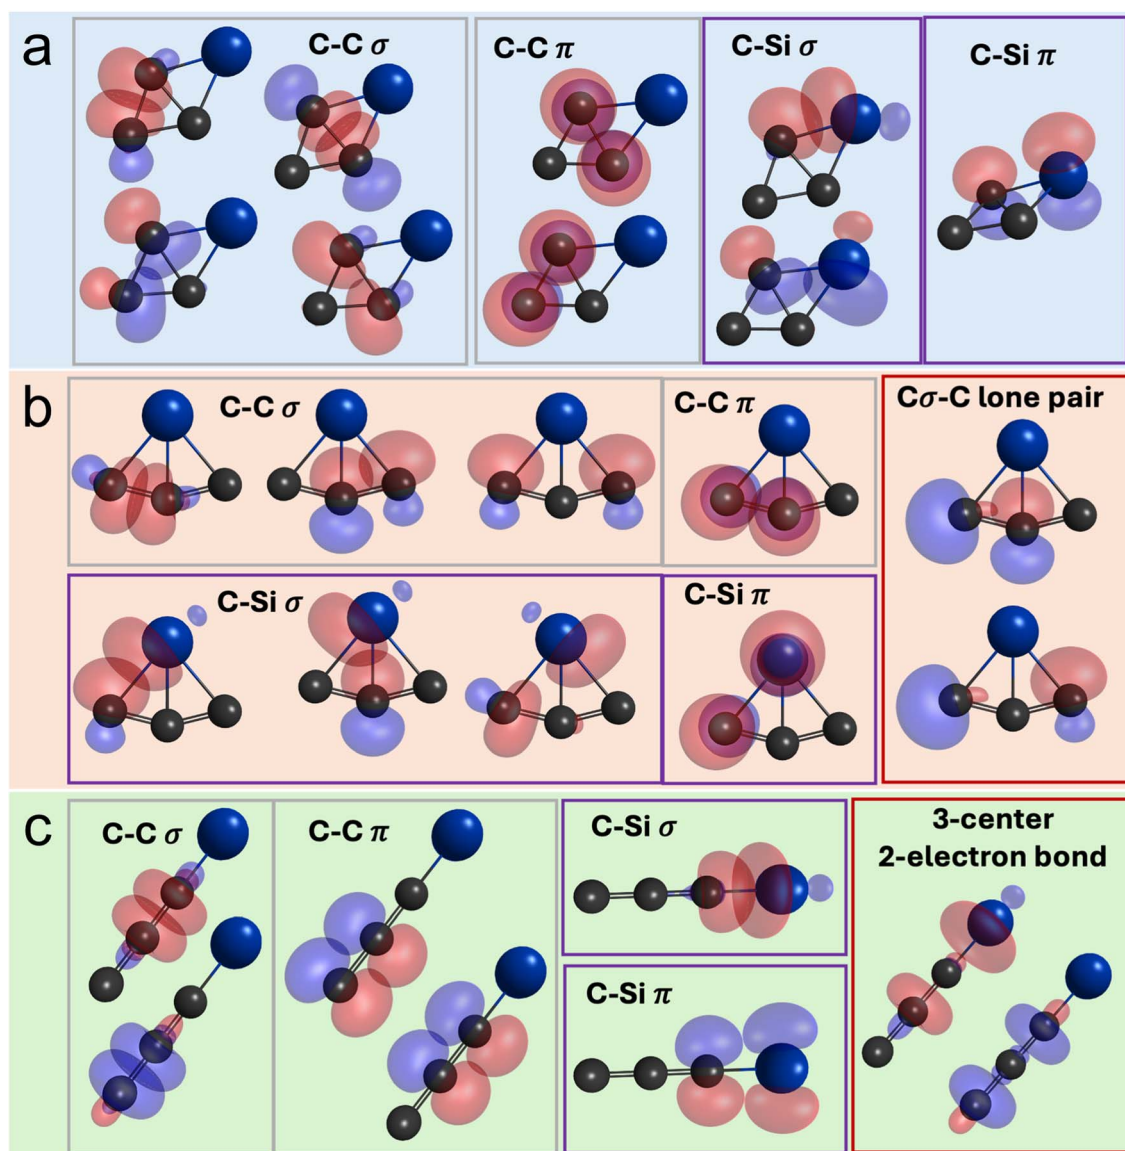 a
C-C σ
C-C π
C-Si σ
C-Si π
b
C-C σ
C-C π
Cσ-C lone pair
C-Si σ
C-Si π
c
C-C σ
C-C π
C-Si σ
C-Si π
3-center
2-electron bond